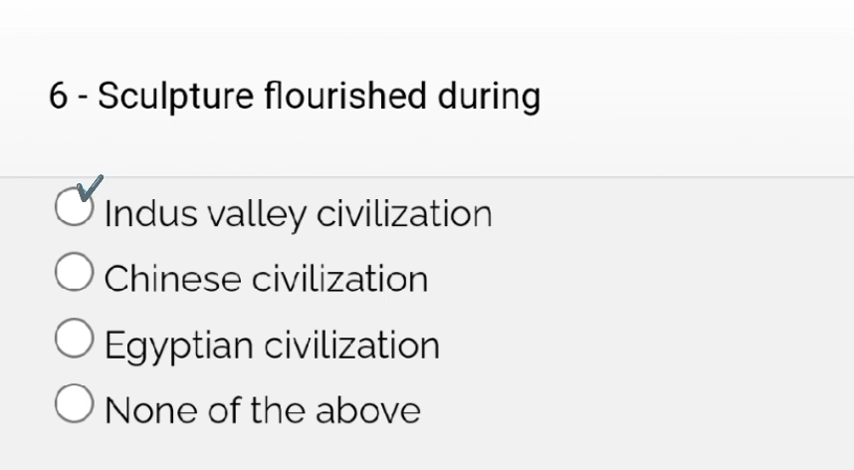 6 - Sculpture flourished during
Indus valley civilization
Chinese civilization
Egyptian civilization
None of the above